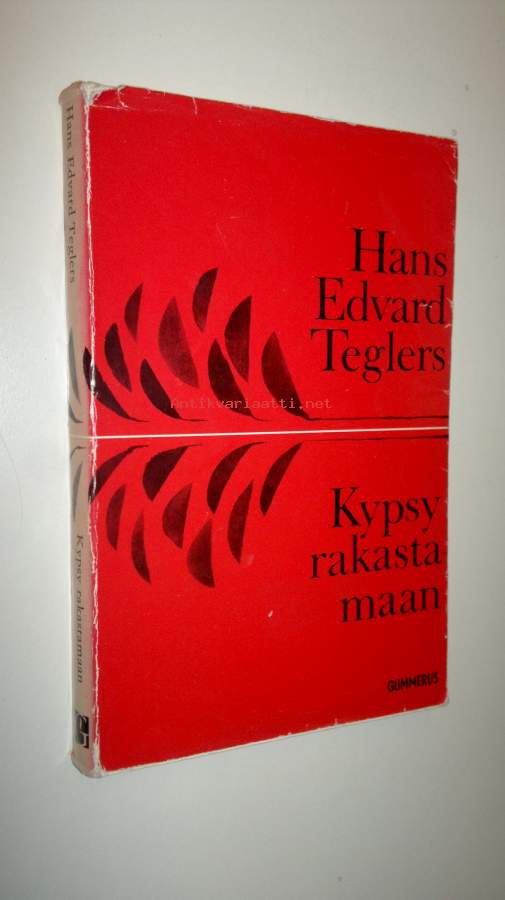 Hans Edvard Teglers
Kypsy rakastamaan
Hans
Edvard
Teglers
Antikvariaatti.net
Kypsy
rakasta
maan
GUMMERUS